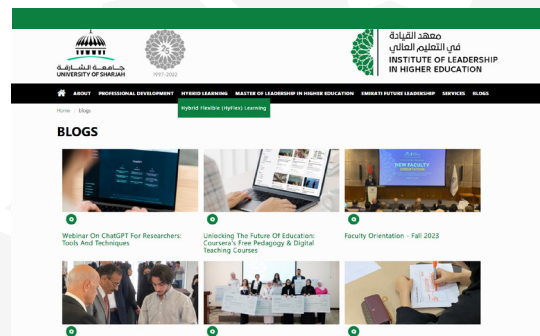 جامعة الشارقة
UNIVERSITY OF SHARJAH
25
1997-2022
معهد القيادة
في التعليم العالي
INSTITUTE OF LEADERSHIP
IN HIGHER EDUCATION
ABOUT PROFESSIONAL DEVELOPMENT HYBRID LEARNING MASTER OF LEADERSHIP IN HIGHER EDUCATION EMIRATI FUTURE LEADERSHIP SERVICES BLOGS
Hybrid Flexible (HyFlex) Learning
Home / blogs
BLOGS
NEW FACULTY
Webinar On ChatGPT For Researchers:
Tools And Techniques
Unlocking The Future Of Education:
Coursera's Free Pedagogy & Digital
Teaching Courses
Faculty Orientation - Fall 2023